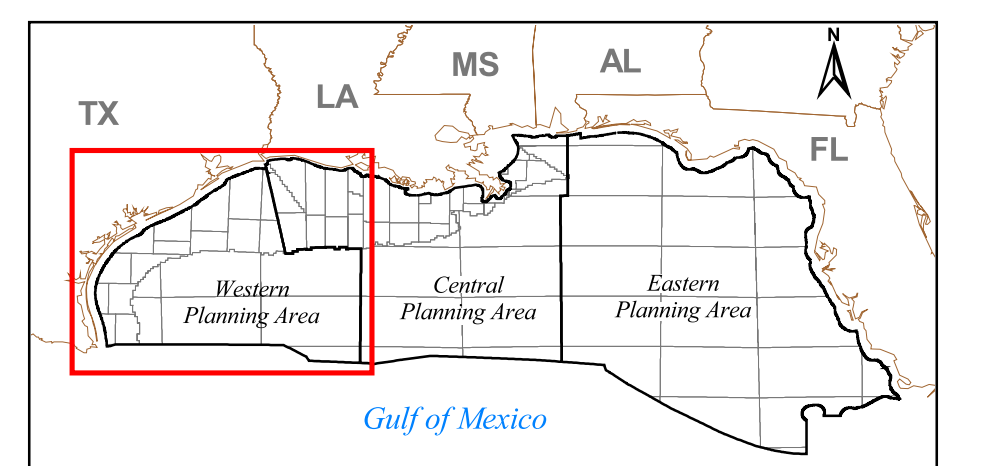 N
MS
AL
LA
TX
FL
Western
Planning Area
Central
Planning Area
Eastern
Planning Area
Gulf of Mexico